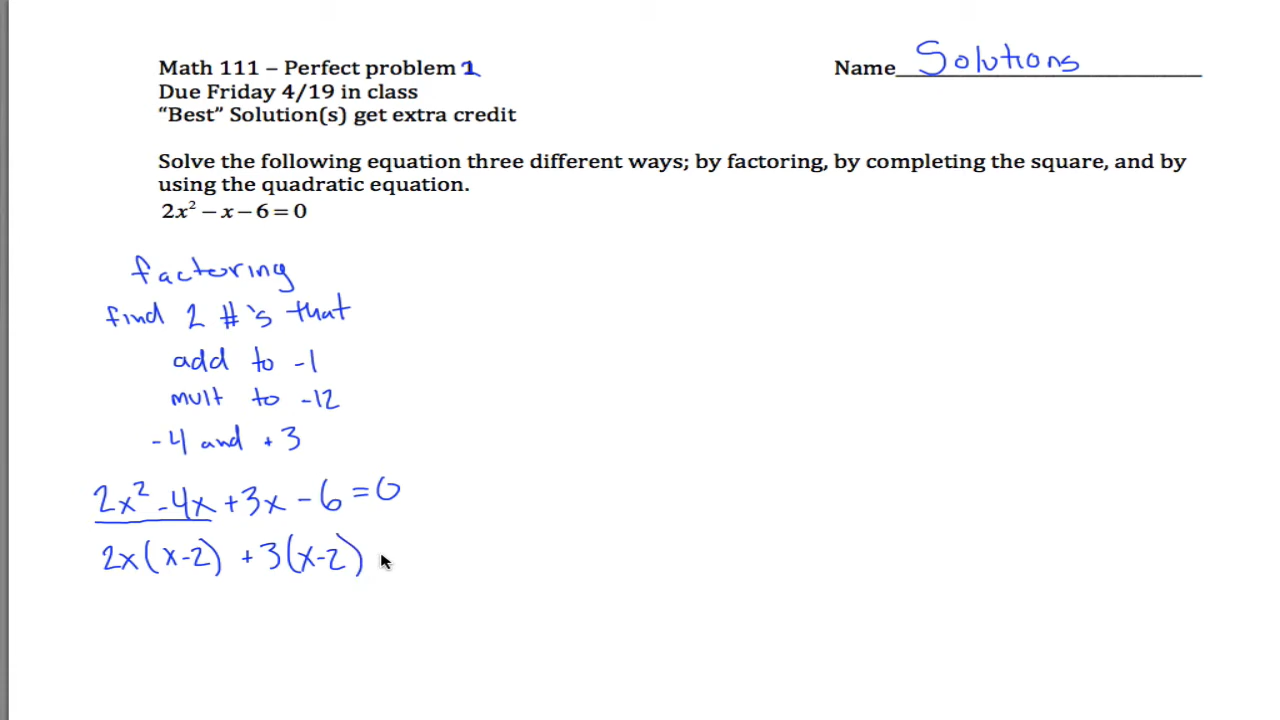 Math 111 – Perfect problem 1
Name Solutions
Due Friday 4/19 in class
“Best” Solution(s) get extra credit
Solve the following equation three different ways; by factoring, by completing the square, and by
using the quadratic equation.
2x² − x − 6 = 0
factoring
find 2 #'s that
add to -1
mult to -12
-4 and +3
2x² - 4x + 3x - 6 = 0
2x(x-2) + 3(x-2)